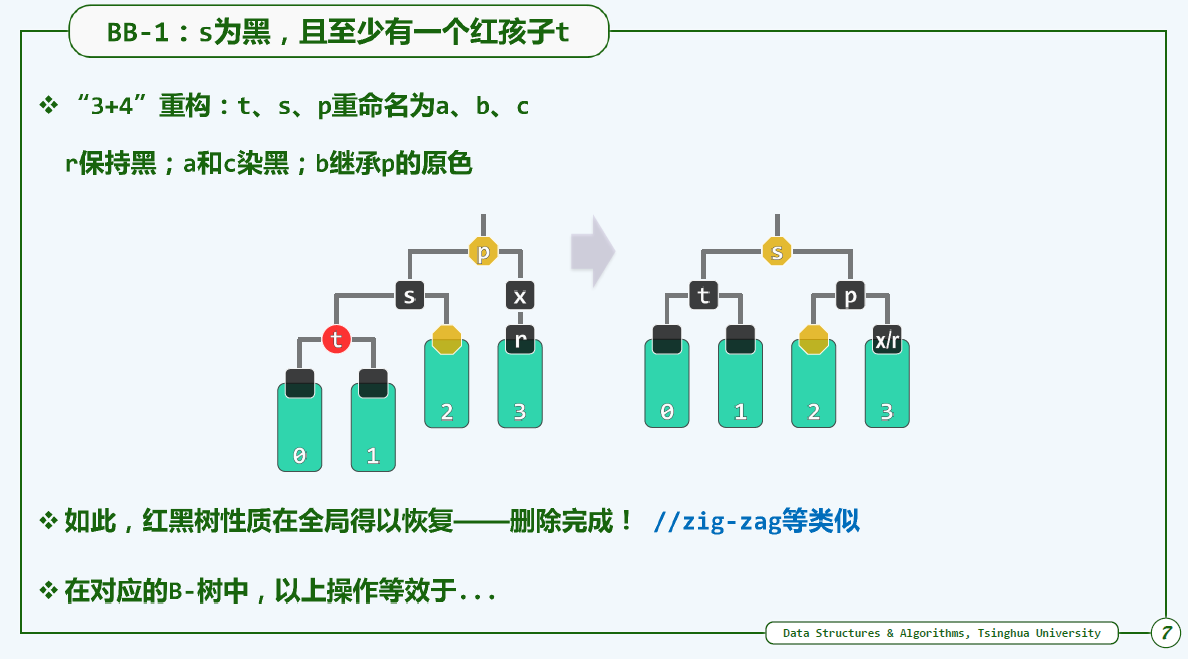 BB-1：s为黑，且至少有一个红孩子t
“3+4”重构：t、s、p重命名为a、b、c
r保持黑；a和c染黑；b继承p的原色
p
s
s
x
t
p
t
r
x/r
2
3
0
1
2
3
0
1
如此，红黑树性质在全局得以恢复——删除完成！ //zig-zag等类似
在对应的B-树中，以上操作等效于...
Data Structures & Algorithms, Tsinghua University
7